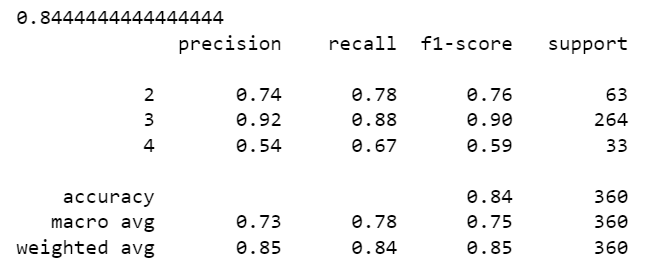 0.8444444444444444
precision recall f1-score support
2 0.74 0.78 0.76 63
3 0.92 0.88 0.90 264
4 0.54 0.67 0.59 33
accuracy 0.84 360
macro avg 0.73 0.78 0.75 360
weighted avg 0.85 0.84 0.85 360